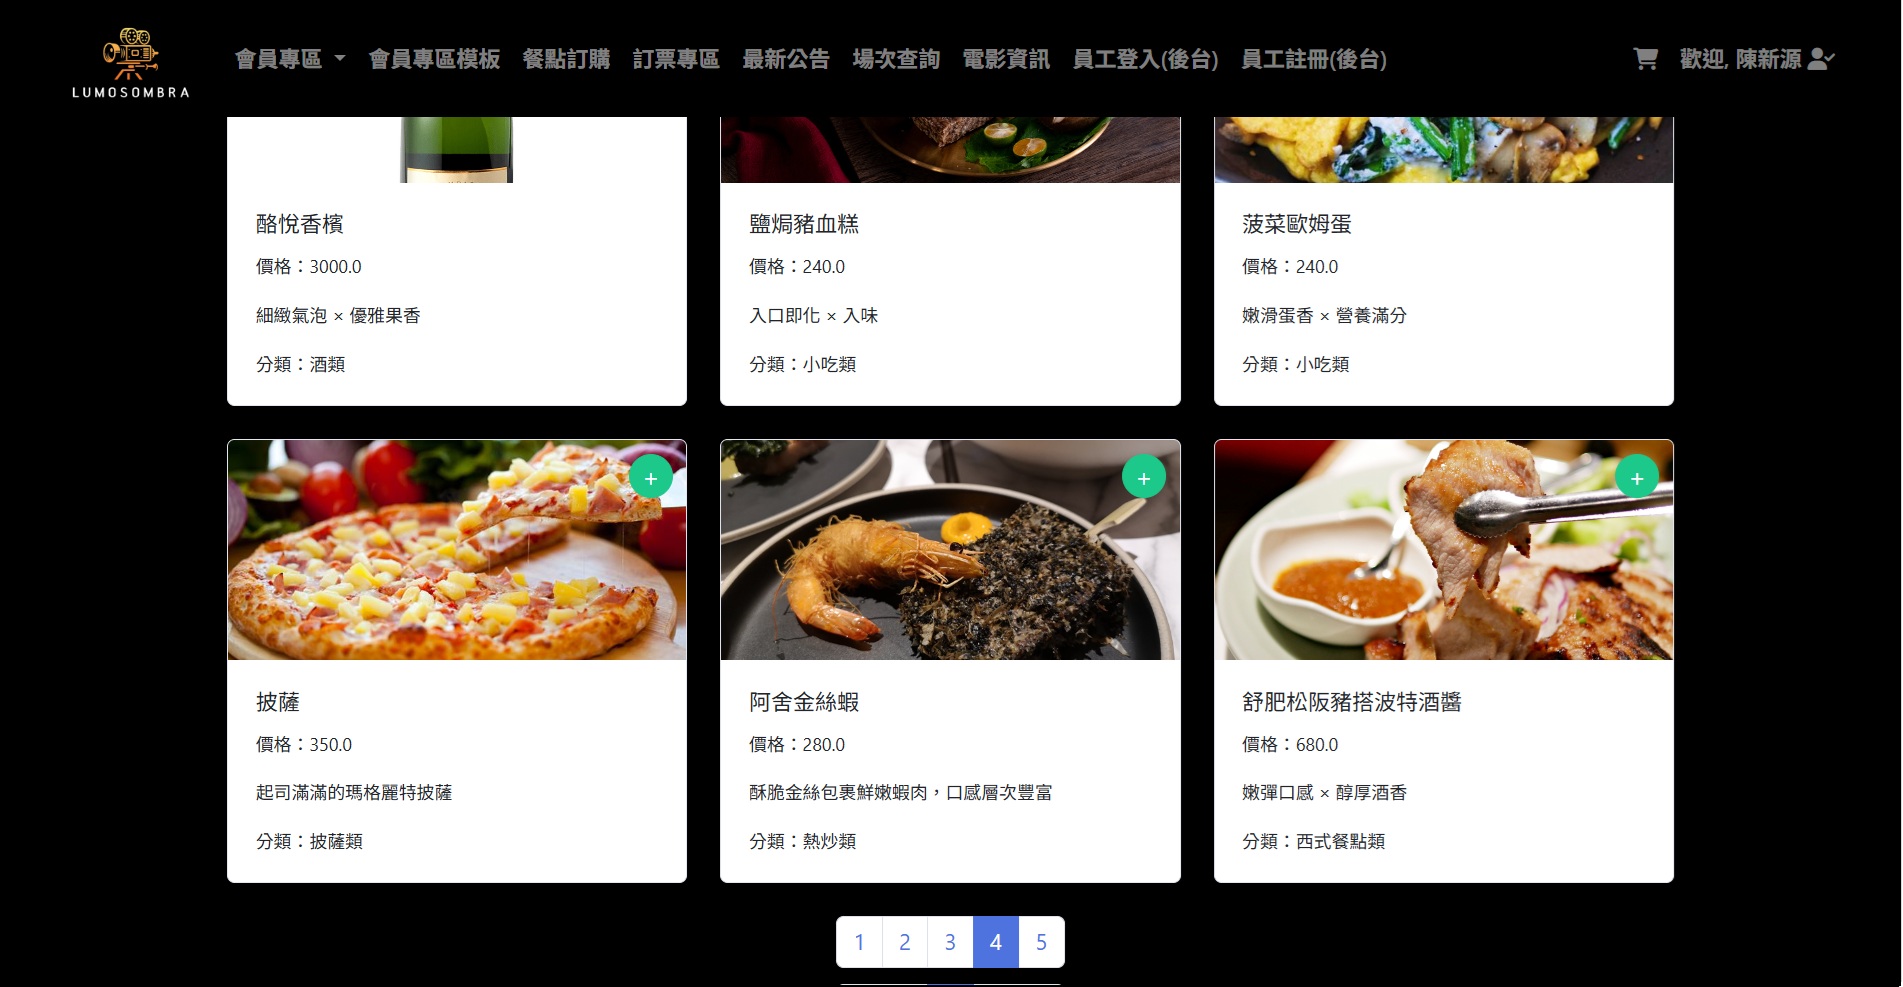 LUMOSOMBRA
會員專區
會員專區模板
餐點訂購
訂票專區
最新公告
場次查詢
電影資訊
員工登入(後台)
員工註冊(後台)
歡迎, 陳新源
酪悅香檳
價格：3000.0
細緻氣泡 × 優雅果香
分類：酒類
鹽焗豬血糕
價格：240.0
入口即化 × 入味
分類：小吃類
菠菜歐姆蛋
價格：240.0
嫩滑蛋香 × 營養滿分
分類：小吃類
+
披薩
價格：350.0
起司滿滿的瑪格麗特披薩
分類：披薩類
+
阿舍金絲蝦
價格：280.0
酥脆金絲包裹鮮嫩蝦肉，口感層次豐富
分類：熱炒類
+
舒肥松阪豬搭波特酒醬
價格：680.0
嫩彈口感 × 醇厚酒香
分類：西式餐點類
1 2 3 4 5